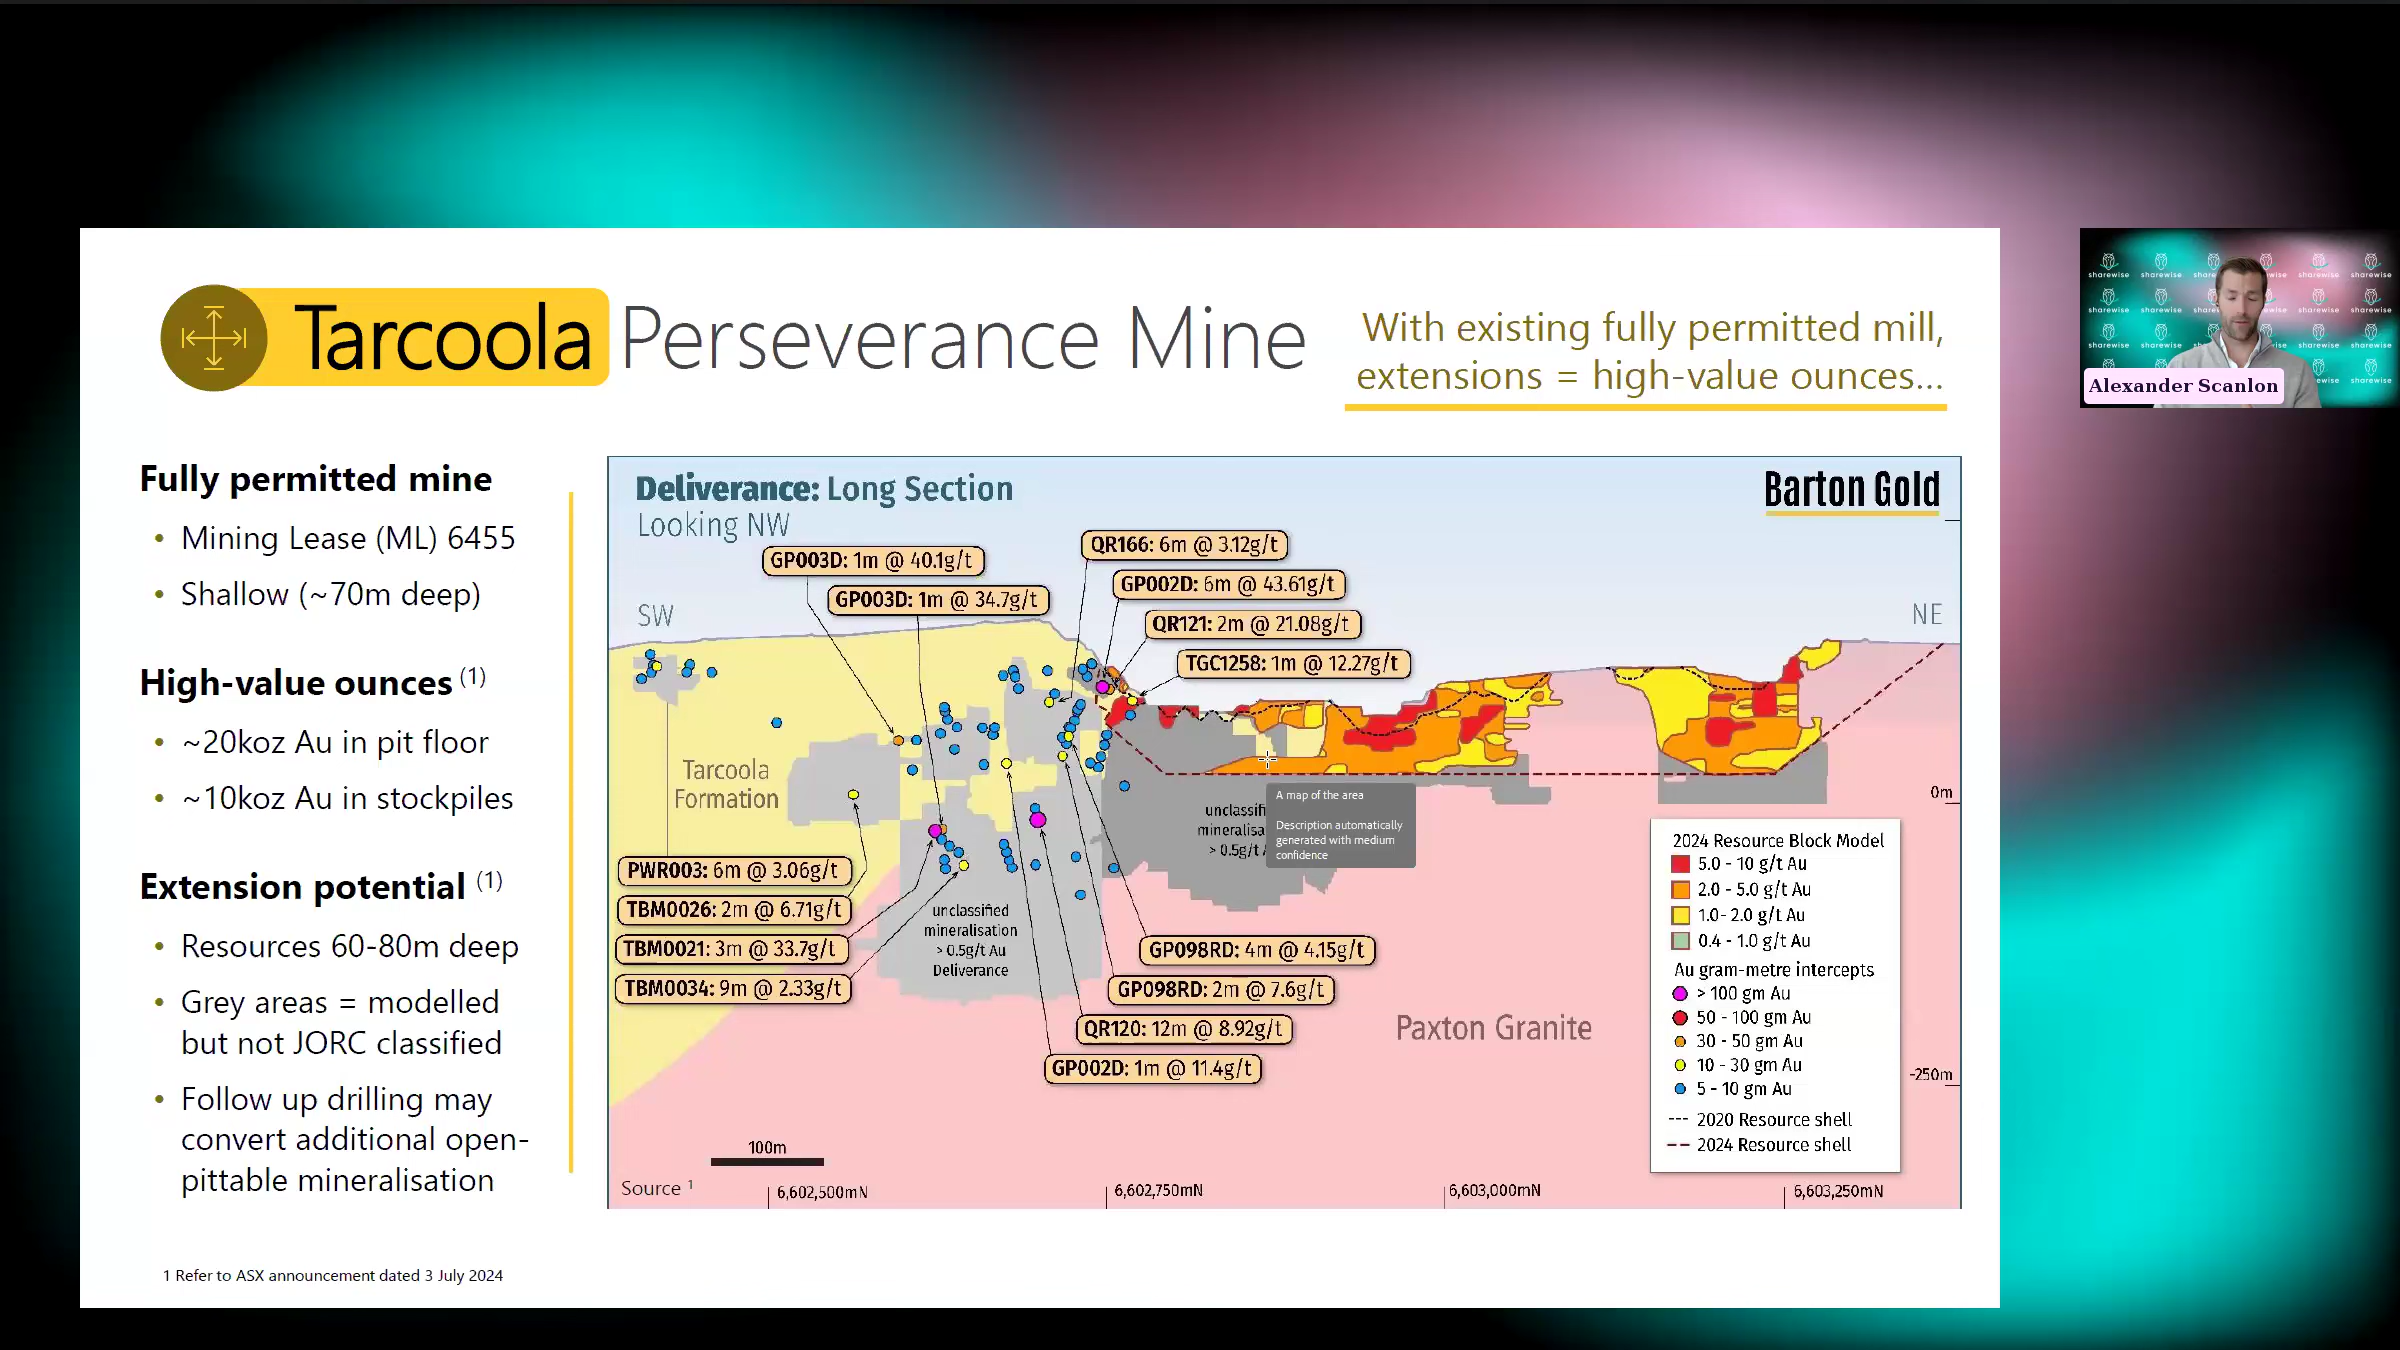 Tarcoola Perseverance Mine
With existing fully permitted mill,
extensions = high-value ounces...
sharewise sharewise sharewise sharewise
sharewise sharewise sharewise sharewise
sharewise sharewise sharewise
Alexander Scanlon
Fully permitted mine
• Mining Lease (ML) 6455
• Shallow (~70m deep)
High-value ounces (1)
• ~20koz Au in pit floor
• ~10koz Au in stockpiles
Extension potential (1)
• Resources 60-80m deep
• Grey areas = modelled
but not JORC classified
• Follow up drilling may
convert additional open-
pittable mineralisation
1 Refer to ASX announcement dated 3 July 2024
Deliverance: Long Section
Looking NW
Barton Gold
SW
NE
GP003D: 1m @ 40.1g/t
GP003D: 1m @ 34.7g/t
QR166: 6m @ 3.12g/t
GP002D: 6m @ 43.61g/t
QR121: 2m @ 21.08g/t
TGC1258: 1m @ 12.27g/t
Tarcoola
Formation
PWR003: 6m @ 3.06g/t
TBM0026: 2m @ 6.71g/t
TBM0021: 3m @ 33.7g/t
TBM0034: 9m @ 2.33g/t
unclassified
mineralisation
> 0.5g/t Au
Deliverance
> 0.5g/t
A map of the area
Description automatically
generated with medium
confidence
GP098RD: 4m @ 4.15g/t
GP098RD: 2m @ 7.6g/t
QR120: 12m @ 8.92g/t
GP002D: 1m @ 11.4g/t
Paxton Granite
0m
-250m
2024 Resource Block Model
5.0 - 10 g/t Au
2.0 - 5.0 g/t Au
1.0- 2.0 g/t Au
0.4 - 1.0 g/t Au
Au gram-metre intercepts
> 100 gm Au
50 - 100 gm Au
30 - 50 gm Au
10 - 30 gm Au
5 - 10 gm Au
2020 Resource shell
2024 Resource shell
100m
Source 1
6,602,500mN
6,602,750mN
6,603,000mN
6,603,250mN